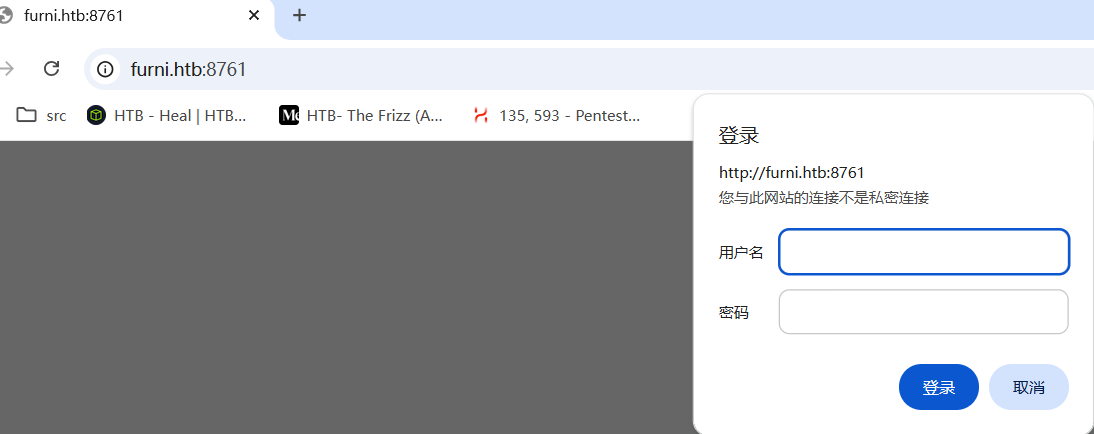 furni.htb:8761
furni.htb:8761
src HTB - Heal | HTB... HTB- The Frizz (A... 135, 593 - Pentest...
登录
http://furni.htb:8761
您与此网站的连接不是私密连接
用户名
密码
登录 取消